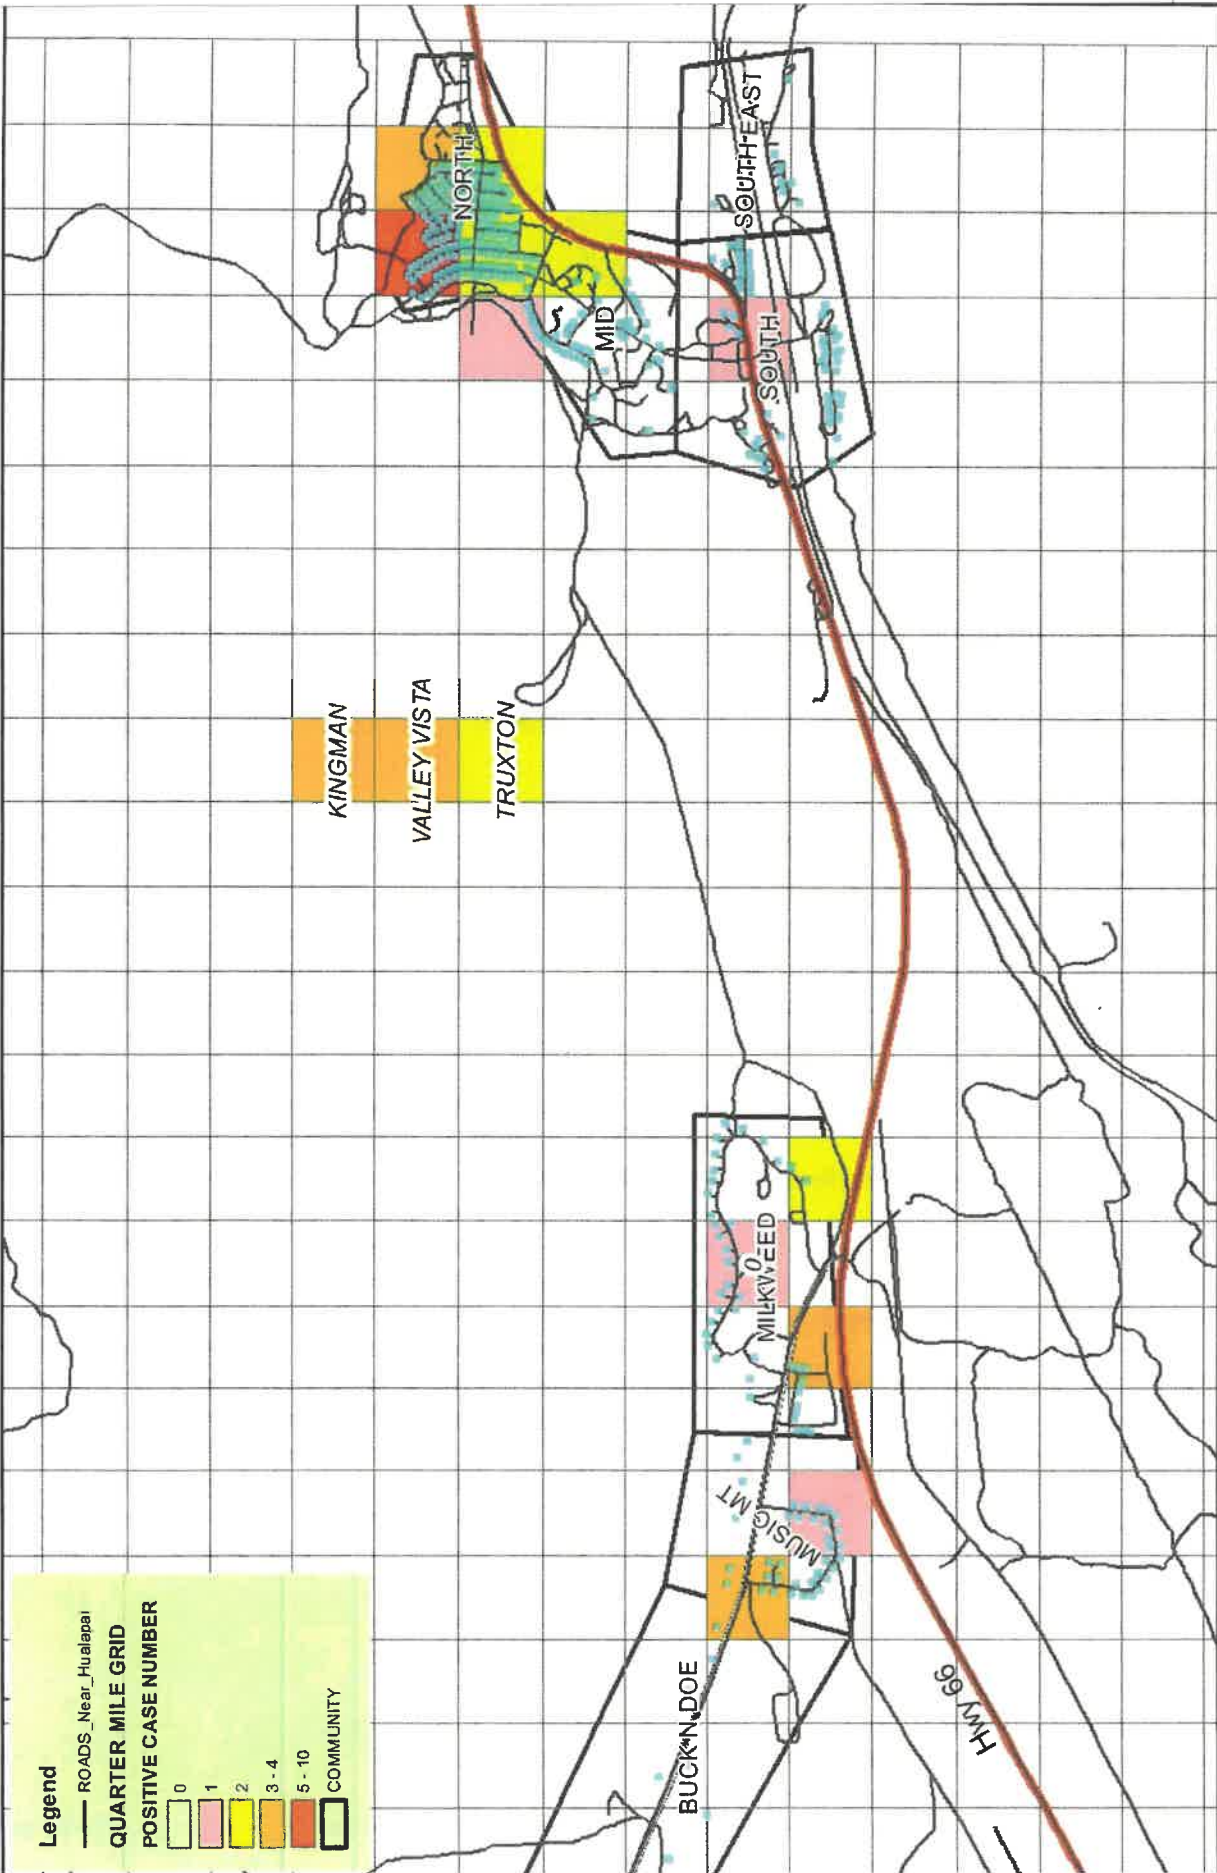 Legend
ROADS_Near_Hualapai
QUARTER MILE GRID
POSITIVE CASE NUMBER
0
1
2
3 - 4
5 - 10
COMMUNITY
KINGMAN
VALLEY VISTA
TRUXTON
NORTH
MID
SOUTH
SOUTH-EAST
MILKWEED
0
MUSIC MT
BUCK-N-DOE
Hwy 66